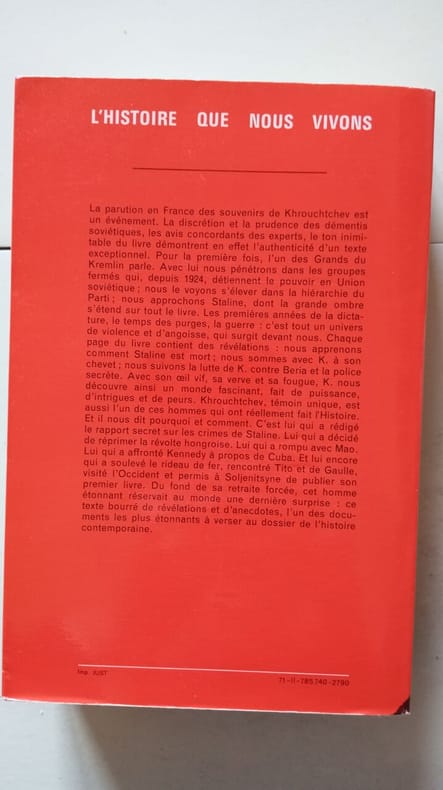 L'HISTOIRE QUE NOUS VIVONS
La parution en France des souvenirs de Khrouchtchev est
un événement. La discrétion et la prudence des démentis
soviétiques, les avis concordants des experts, le ton inimi-
table du livre démontrent en effet l'authenticité d'un texte
exceptionnel. Pour la première fois, l'un des Grands du
Kremlin parle. Avec lui nous pénétrons dans les groupes
fermés qui, depuis 1924, détiennent le pouvoir en Union
soviétique ; nous le voyons s'élever dans la hiérarchie du
Parti ; nous approchons Staline, dont la grande ombre
s'étend sur tout le livre. Les premières années de la dicta-
ture, le temps des purges, la guerre : c'est tout un univers
de violence et d'angoisse, qui surgit devant nous. Chaque
page du livre contient des révélations : nous apprenons
comment Staline est mort ; nous sommes avec K. à son
chevet ; nous suivons la lutte de K. contre Beria et la police
secrète. Avec son œil vif, sa verve et sa fougue, K. nous
découvre ainsi un monde fascinant, fait de puissance,
d'intrigues et de peurs. Khrouchtchev, témoin unique, est
aussi l'un de ces hommes qui ont réellement fait l'Histoire.
Et il nous dit pourquoi et comment. C'est lui qui a rédigé
le rapport secret sur les crimes de Staline. Lui qui a décidé
de réprimer la révolte hongroise. Lui qui a rompu avec Mao.
Lui qui a affronté Kennedy à propos de Cuba. Et lui encore
qui a soulevé le rideau de fer, rencontré Tito et de Gaulle,
visité l'Occident et permis à Soljenitsyne de publier son
premier livre. Du fond de sa retraite forcée, cet homme
étonnant réservait au monde une dernière surprise : ce
texte bourré de révélations et d'anecdotes, l'un des docu-
ments les plus étonnants à verser au dossier de l'histoire
contemporaine.
Imp. JUST
71-II-785.740-2790